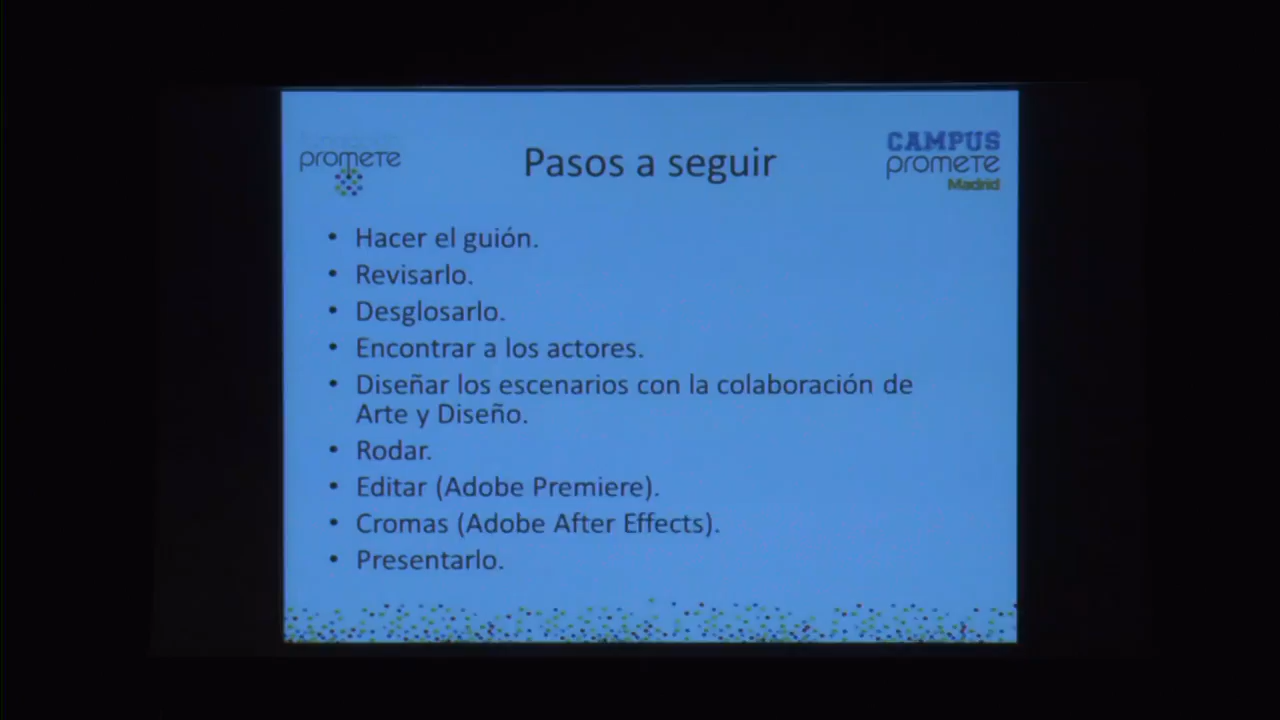 promete
Pasos a seguir
CAMPUS
promete
Madrid
• Hacer el guión.
• Revisarlo.
• Desglosarlo.
• Encontrar a los actores.
• Diseñar los escenarios con la colaboración de
Arte y Diseño.
• Rodar.
• Editar (Adobe Premiere).
• Cromas (Adobe After Effects).
• Presentarlo.